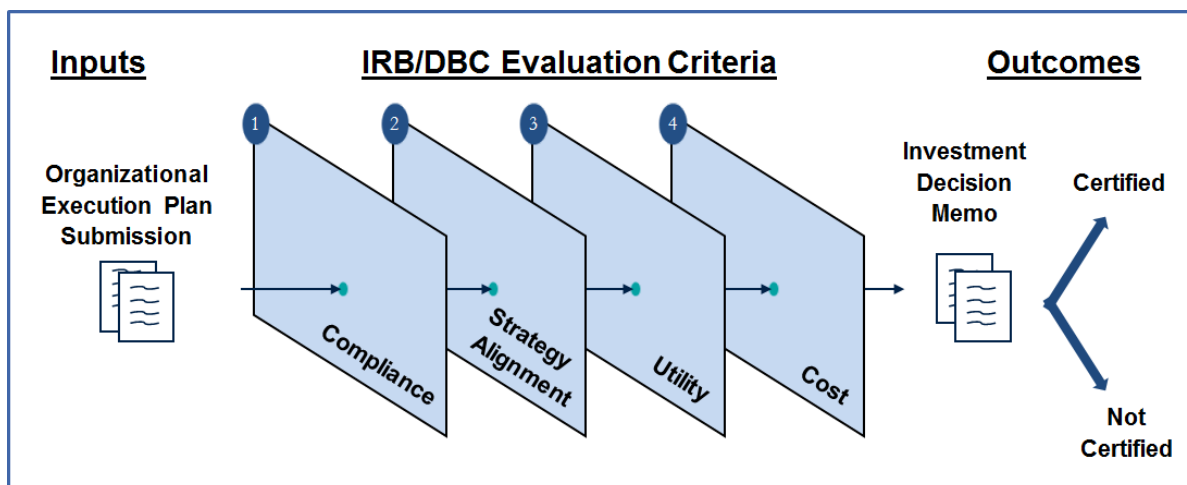 Inputs
IRB/DBC Evaluation Criteria
Outcomes
Organizational
Execution Plan
Submission
1
2
3
4
Compliance
Strategy
Alignment
Utility
Cost
Investment
Decision
Memo
Certified
Not
Certified